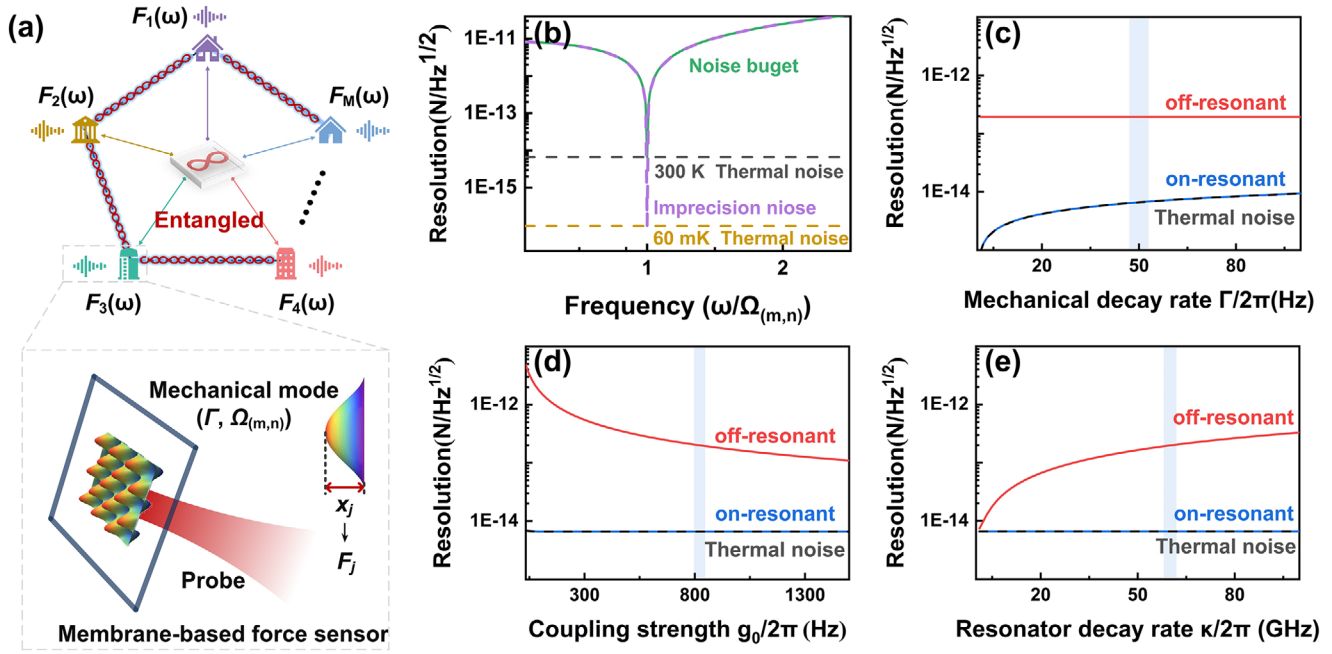 (a)
F1(ω)
F2(ω)
FM(ω)
Entangled
F3(ω)
F4(ω)
Mechanical mode
(Γ, Ω(m,n))
xj
Fj
Probe
Membrane-based force sensor
(b)
Resolution(N/Hz1/2)
1E-11
1E-13
1E-15
Noise buget
300 K Thermal noise
Imprecision niose
60 mK Thermal noise
1
2
Frequency (ω/Ω(m,n))
(c)
Resolution(N/Hz1/2)
1E-12
1E-14
off-resonant
on-resonant
Thermal noise
20
50
80
Mechanical decay rate Γ/2π(Hz)
(d)
Resolution(N/Hz1/2)
1E-12
1E-14
off-resonant
on-resonant
Thermal noise
300
800
1300
Coupling strength g0/2π (Hz)
(e)
Resolution(N/Hz1/2)
1E-12
1E-14
off-resonant
on-resonant
Thermal noise
20
50
80
Resonator decay rate κ/2π (GHz)